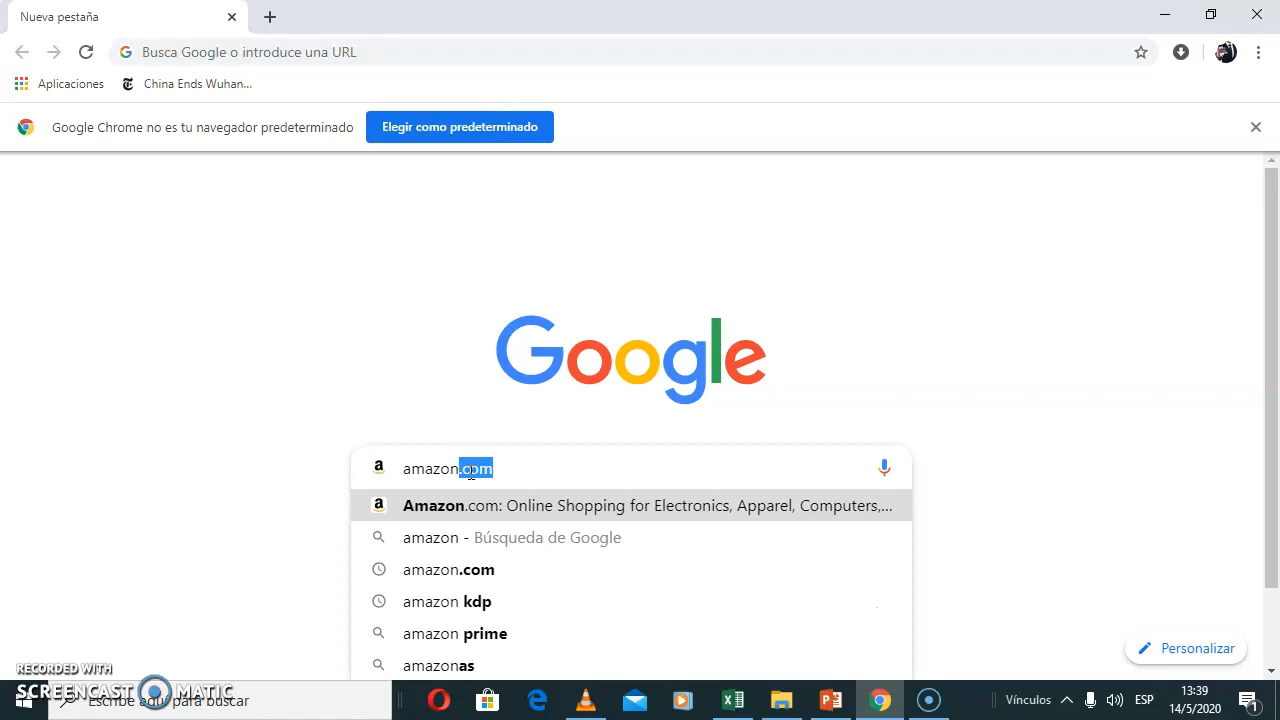 Nueva pestaña
Busca Google o introduce una URL
Aplicaciones
China Ends Wuhan...
Google Chrome no es tu navegador predeterminado
Elegir como predeterminado
Google
amazon.com
Amazon.com: Online Shopping for Electronics, Apparel, Computers,...
amazon - Búsqueda de Google
amazon.com
amazon kdp
amazon prime
amazonas
Personalizar
RECORDED WITH
SCREENCAST MATIC
Escribe aquí para buscar
Vínculos
ESP
13:39
14/5/2020
1